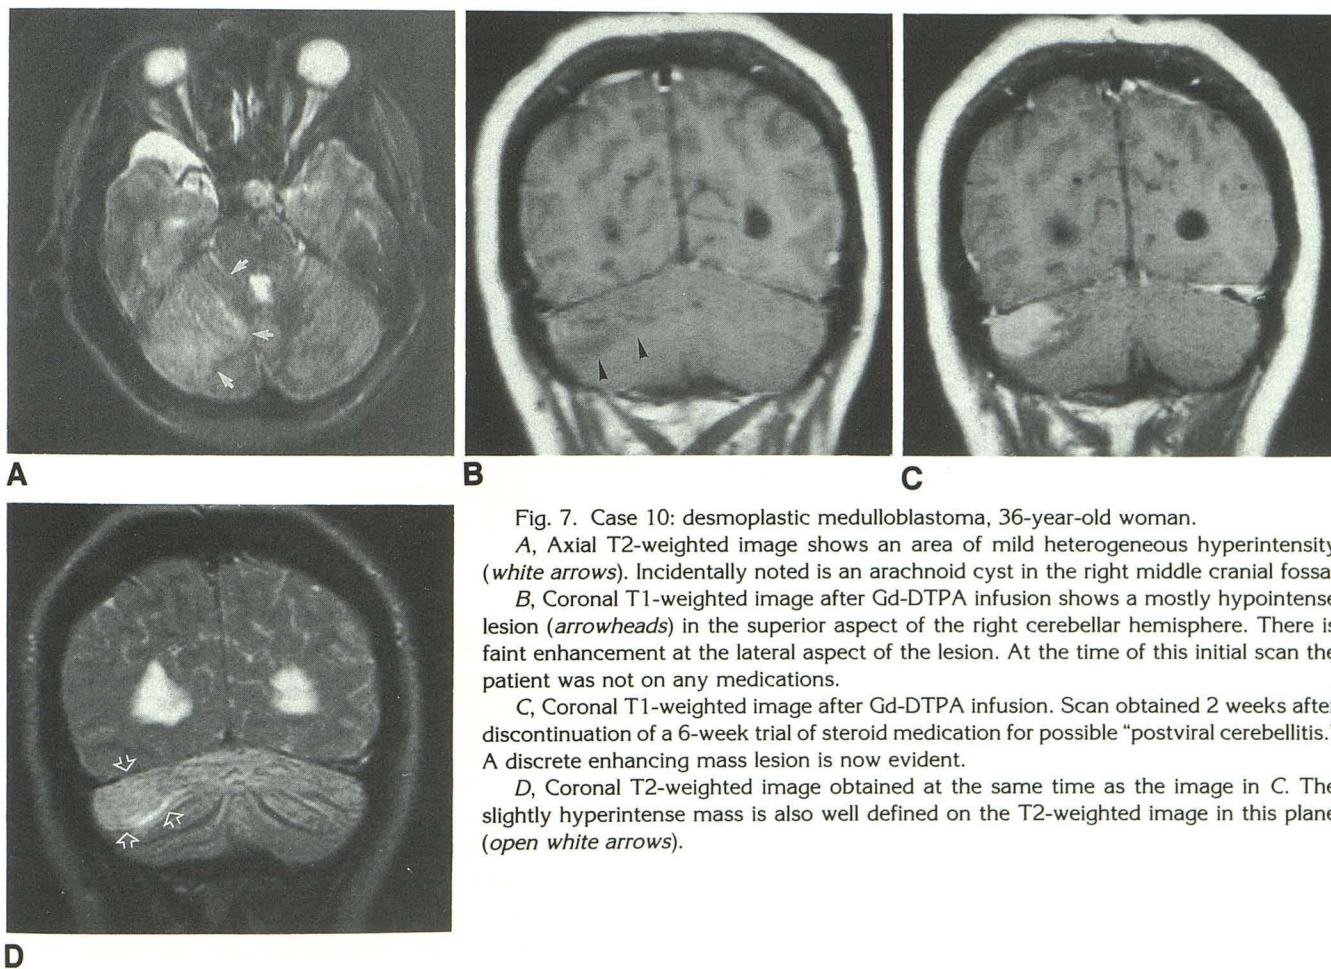 A
B
C
D
Fig. 7. Case 10: desmoplastic medulloblastoma, 36-year-old woman.
A, Axial T2-weighted image shows an area of mild heterogeneous hyperintensity
(white arrows). Incidentally noted is an arachnoid cyst in the right middle cranial fossa
B, Coronal T1-weighted image after Gd-DTPA infusion shows a mostly hypointense
lesion (arrowheads) in the superior aspect of the right cerebellar hemisphere. There is
faint enhancement at the lateral aspect of the lesion. At the time of this initial scan the
patient was not on any medications.
C, Coronal T1-weighted image after Gd-DTPA infusion. Scan obtained 2 weeks after
discontinuation of a 6-week trial of steroid medication for possible “postviral cerebellitis.”
A discrete enhancing mass lesion is now evident.
D, Coronal T2-weighted image obtained at the same time as the image in C. The
slightly hyperintense mass is also well defined on the T2-weighted image in this plane
(open white arrows).